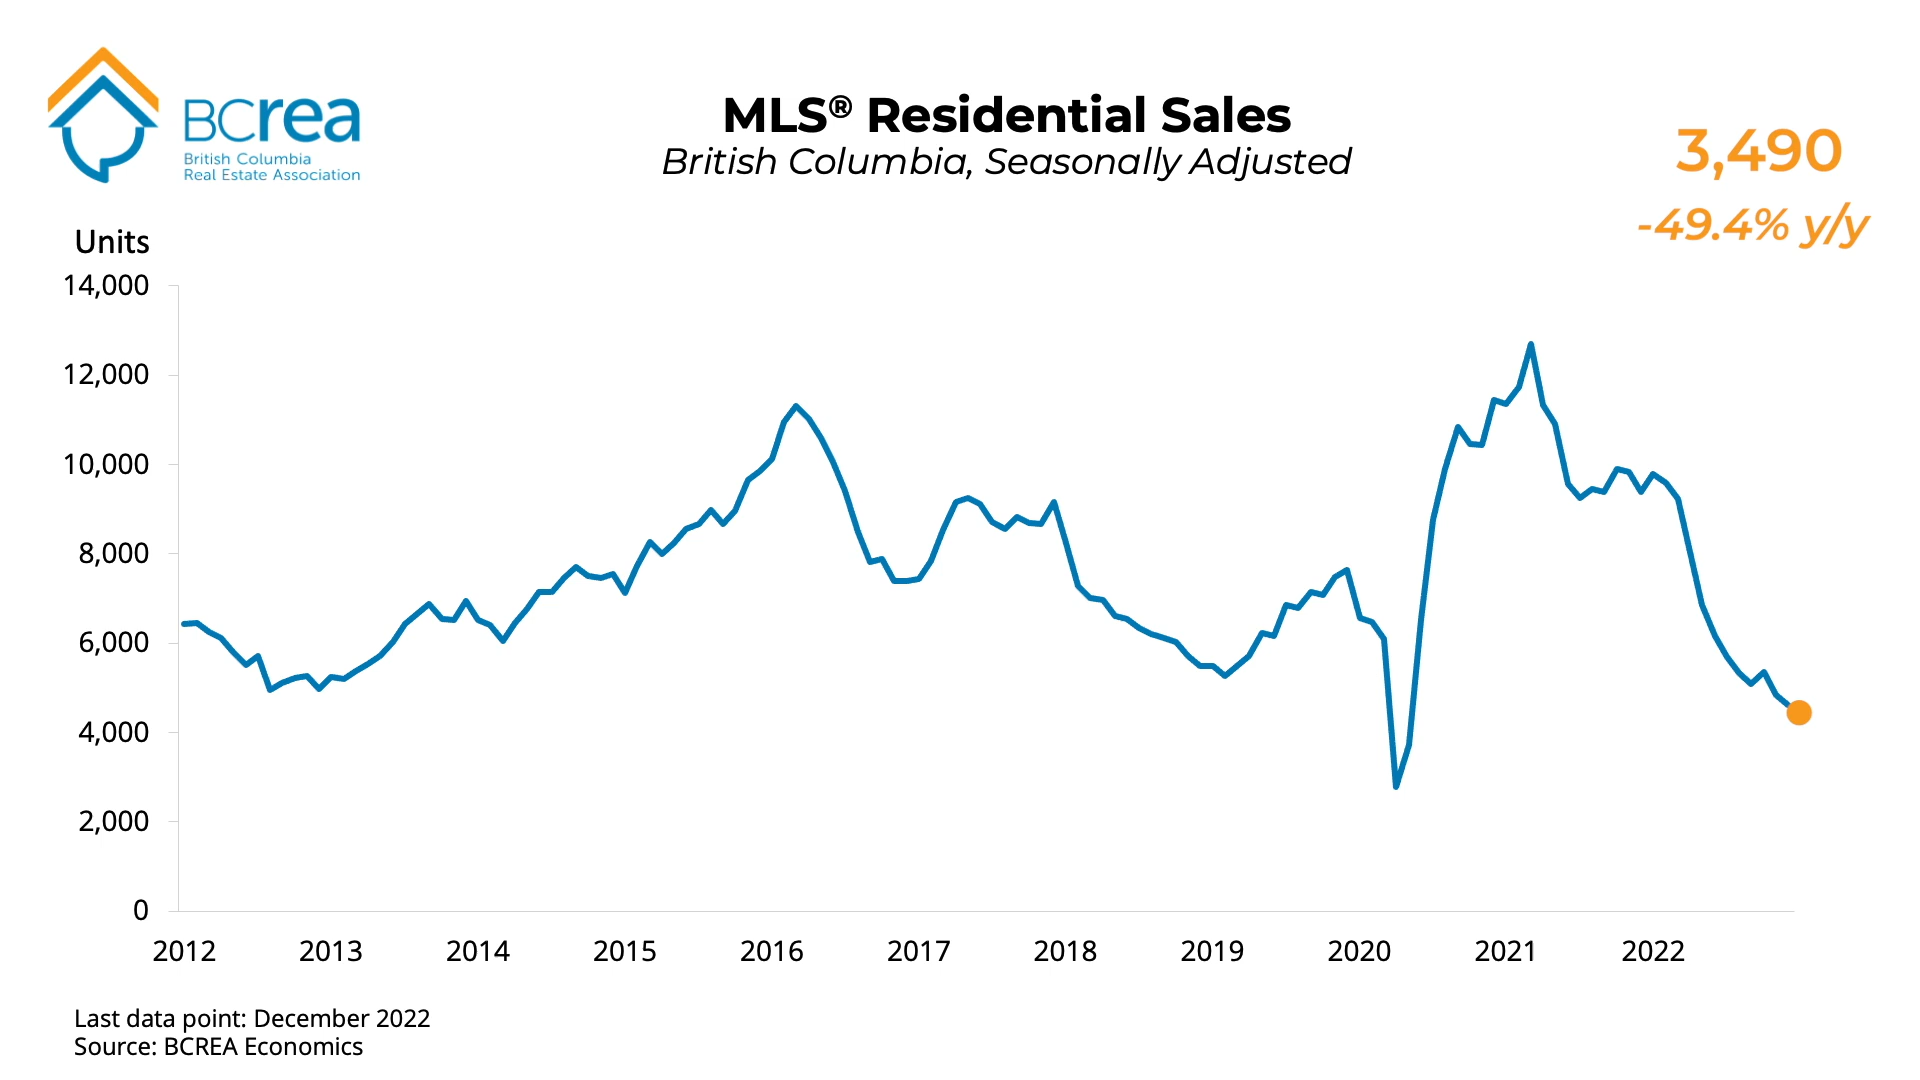 BCrea
British Columbia
Real Estate Association
MLS® Residential Sales
British Columbia, Seasonally Adjusted
3,490
-49.4% y/y
Units
14,000
12,000
10,000
8,000
6,000
4,000
2,000
0
2012 2013 2014 2015 2016 2017 2018 2019 2020 2021 2022
Last data point: December 2022
Source: BCREA Economics